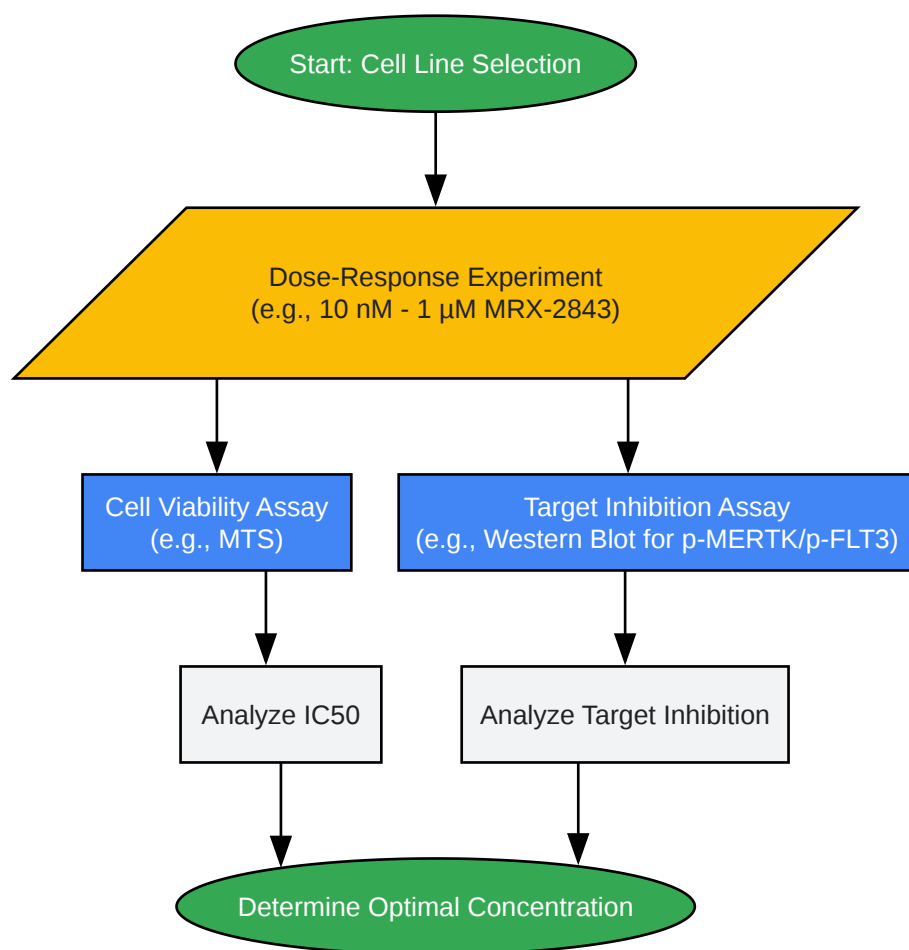 Start: Cell Line Selection
Dose-Response Experiment
(e.g., 10 nM - 1 µM MRX-2843)
Cell Viability Assay
(e.g., MTS)
Target Inhibition Assay
(e.g., Western Blot for p-MERTK/p-FLT3)
Analyze IC50
Analyze Target Inhibition
Determine Optimal Concentration